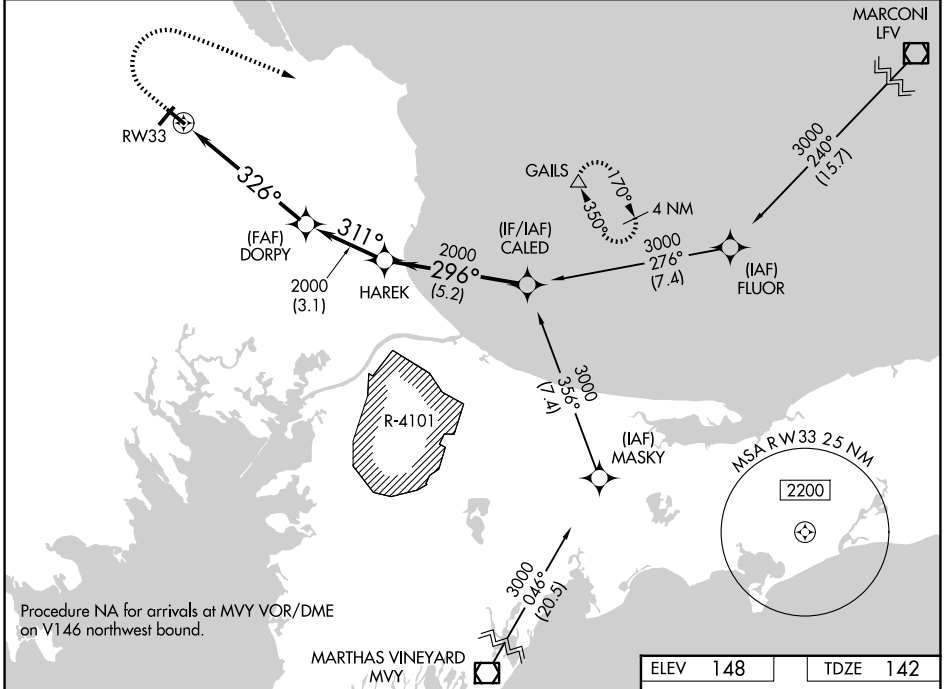 MARCONI
LFV
RW33
3000
240°
(15.7)
GAILS
170°
350°
4 NM
326°
(FAF)
DORPY
311°
2000
(3.1)
HAREK
2000
296°
(5.2)
(IF/IAF)
CALED
3000
276°
(7.4)
(IAF)
FLUOR
3000
356°
(7.4)
R-4101
(IAF)
MASKY
MSA RW33 25 NM
2200
3000
046°
(20.5)
Procedure NA for arrivals at MVY VOR/DME
on V146 northwest bound.
MARTHAS VINEYARD
MVY
ELEV 148
TDZE 142